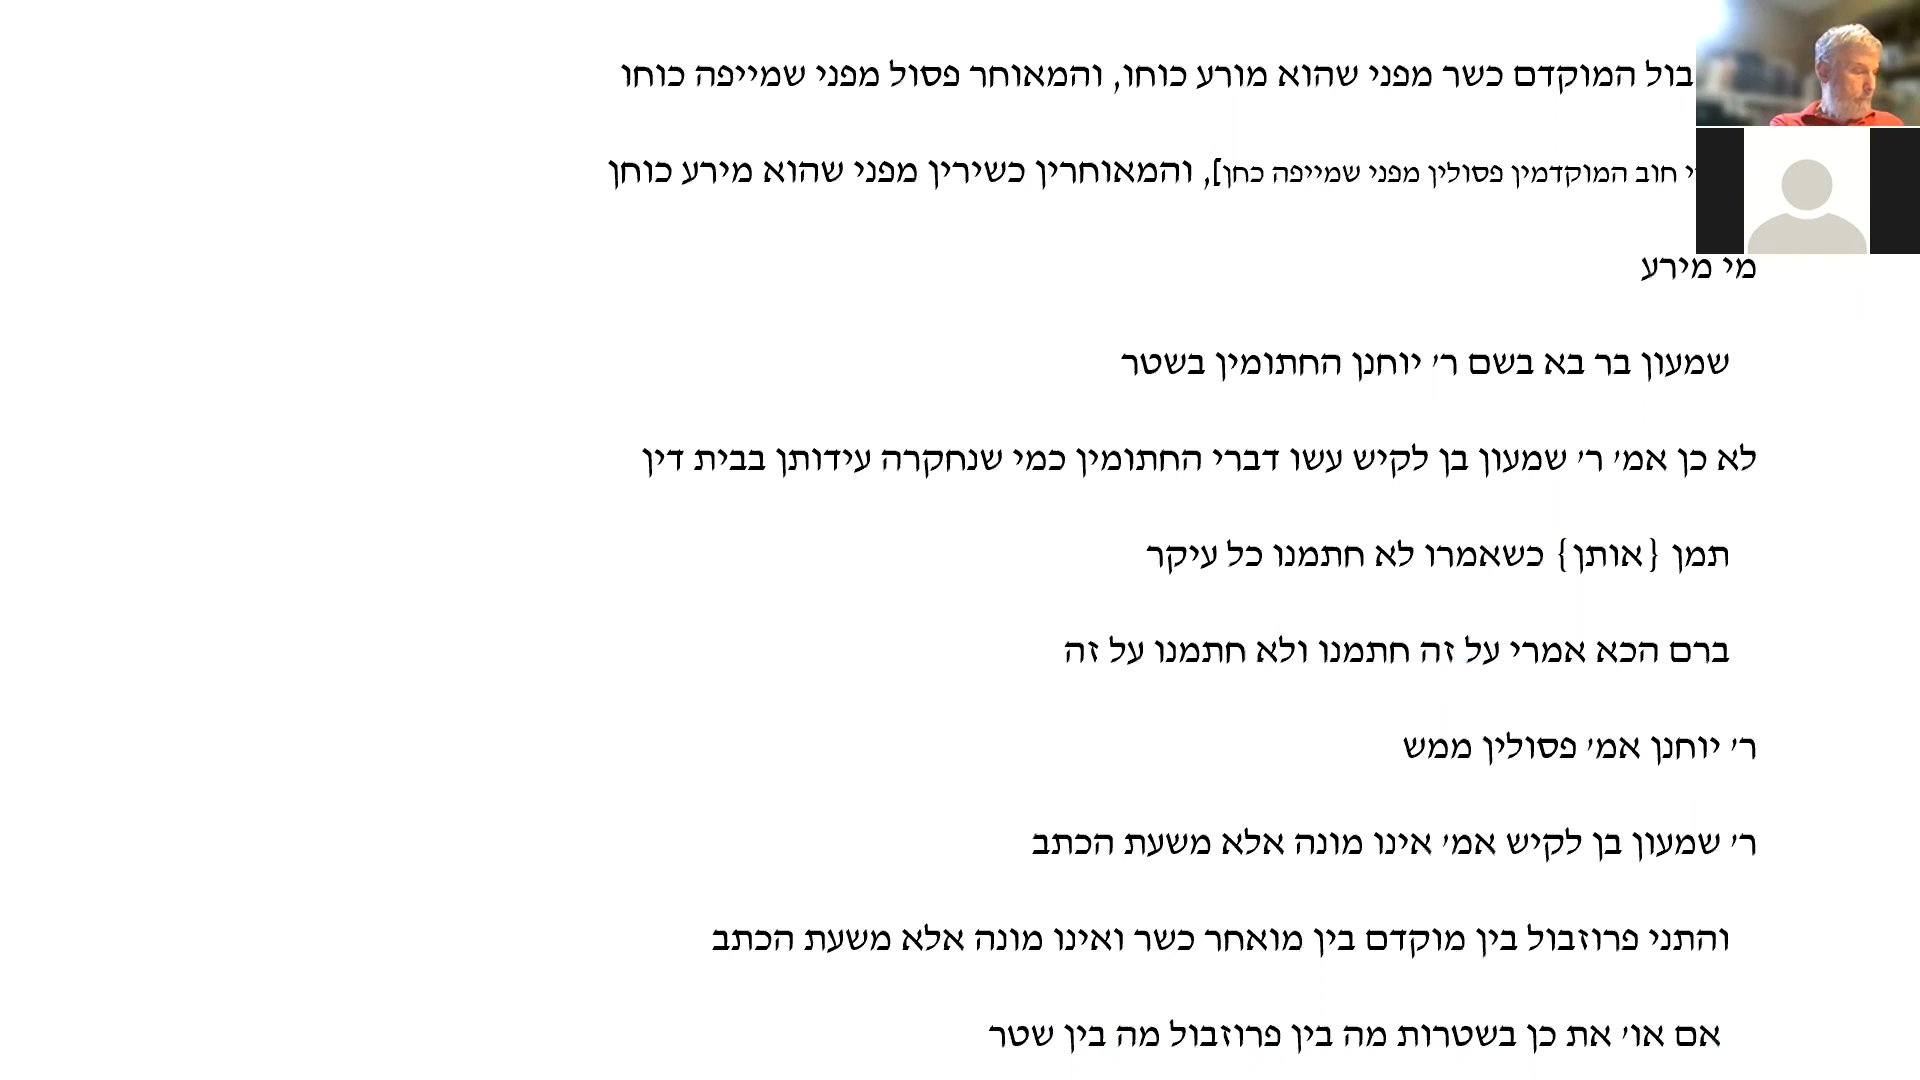 המוקדם כשר מפני שהוא מורע כוחו, והמאוחר פסול מפני שמייפה כוחו
חוב המוקדמין פסולין מפני שמייפה כחן], והמאוחרין כשירין מפני שהוא מירע כוחן
מי מירע
שמעון בר בא בשם ר׳ יוחנן החתומין בשטר
לא כן אמ׳ ר׳ שמעון בן לקיש עשו דברי החתומין כמי שנחקרה עידותן בבית דין
תמן {אותן} כשאמרו לא חתמנו כל עיקר
ברם הכא אמרי על זה חתמנו ולא חתמנו על זה
ר׳ יוחנן אמ׳ פסולין ממש
ר׳ שמעון בן לקיש אמ׳ אינו מונה אלא משעת הכתב
והתני פרוזבול בין מוקדם בין מואחר כשר ואינו מונה אלא משעת הכתב
אם או׳ את כן בשטרות מה בין פרוזבול מה בין שטר